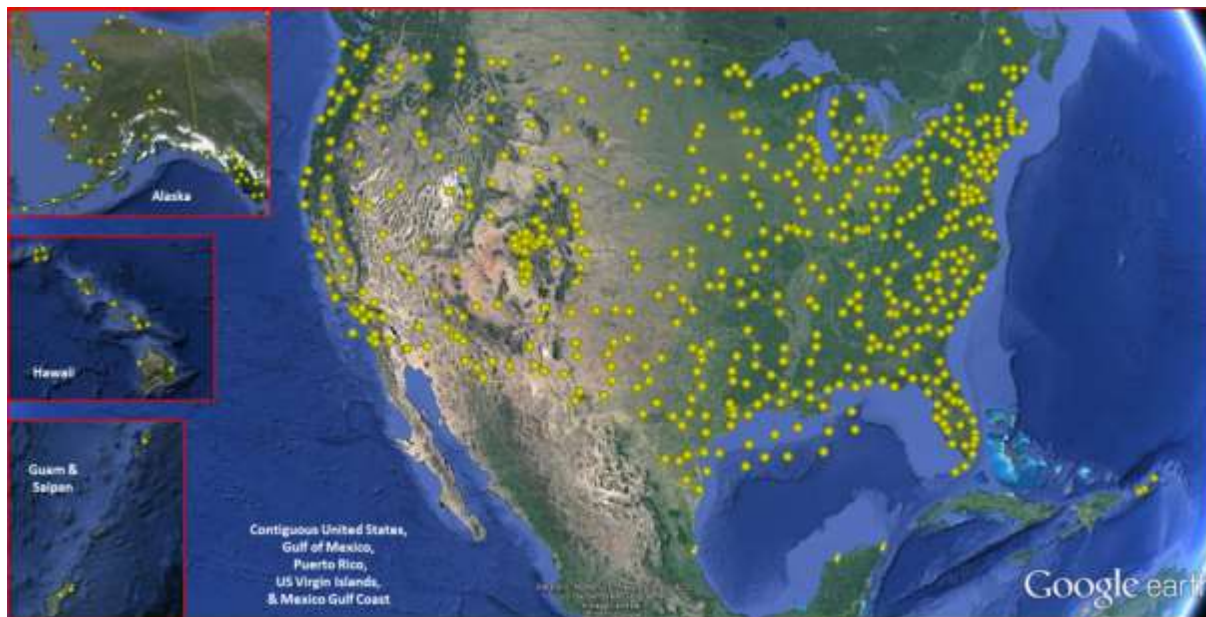 Alaska
Hawaii
Guam &
Saipan
Contiguous United States,
Gulf of Mexico,
Puerto Rico,
US Virgin Islands,
& Mexico Gulf Coast
Google earth